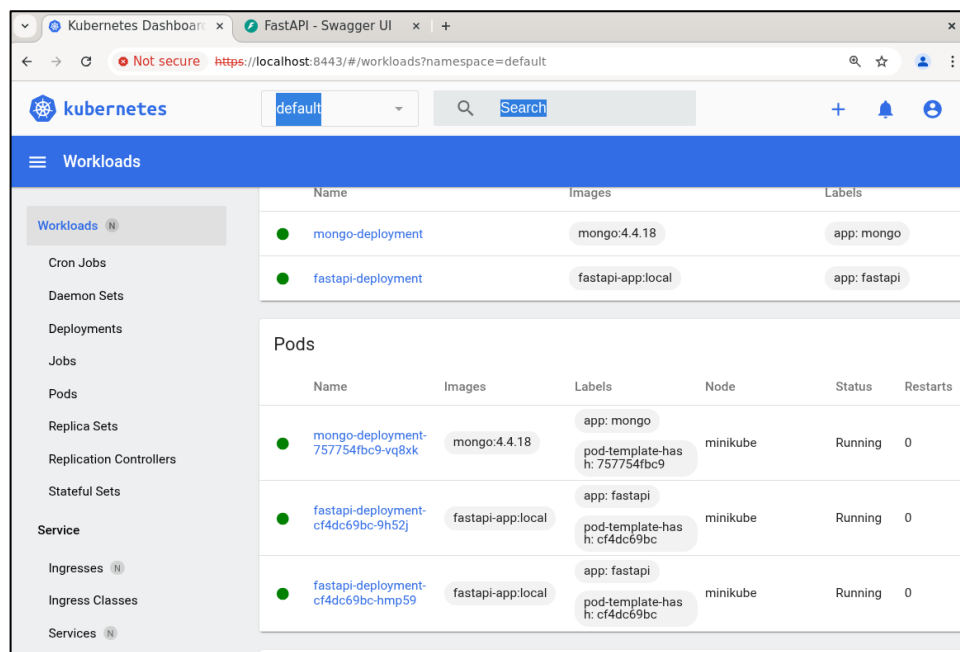 Kubernetes Dashboard
FastAPI - Swagger UI
Not secure https://localhost:8443/#/workloads?namespace=default
kubernetes
default
Search
Workloads
Workloads N
Cron Jobs
Daemon Sets
Deployments
Jobs
Pods
Replica Sets
Replication Controllers
Stateful Sets
Service
Ingresses N
Ingress Classes
Services N
Name Images Labels
mongo-deployment mongo:4.4.18 app: mongo
fastapi-deployment fastapi-app:local app: fastapi
Pods
Name Images Labels Node Status Restarts
mongo-deployment-
757754fbc9-vq8xk
mongo:4.4.18
app: mongo
pod-template-has
h: 757754fbc9
minikube Running 0
fastapi-deployment-
cf4dc69bc-9h52j
fastapi-app:local
app: fastapi
pod-template-has
h: cf4dc69bc
minikube Running 0
fastapi-deployment-
cf4dc69bc-hmp59
fastapi-app:local
app: fastapi
pod-template-has
h: cf4dc69bc
minikube Running 0